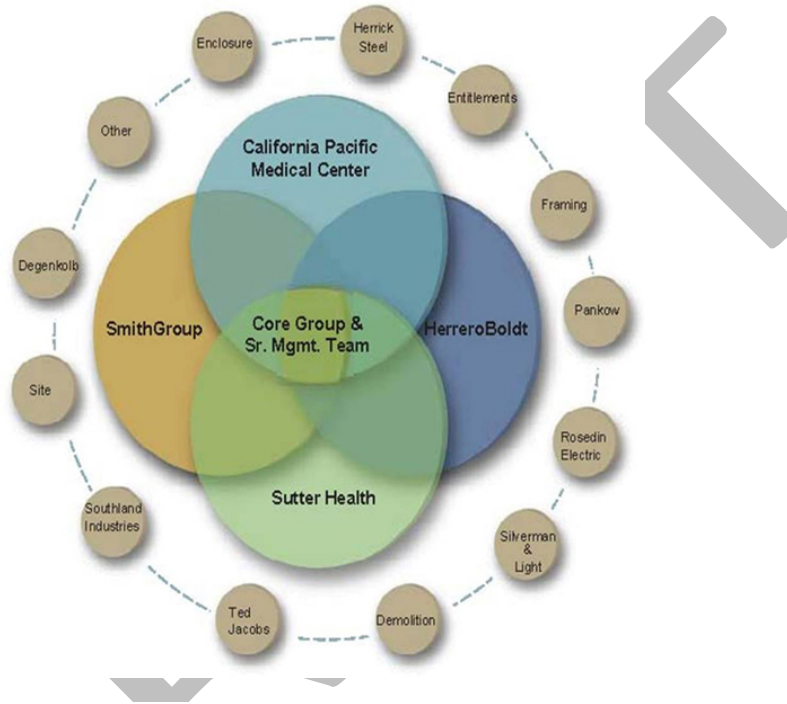 Herrick
Steel
Enclosure
Entitlements
Other
California Pacific
Medical Center
Framing
Degenkolb
Pankow
SmithGroup
Core Group &
Sr. Mgmt. Team
HerreroBoldt
Site
Rosedin
Electric
Sutter Health
Southland
Industries
Silverman
&
Light
Ted
Jacobs
Demolition